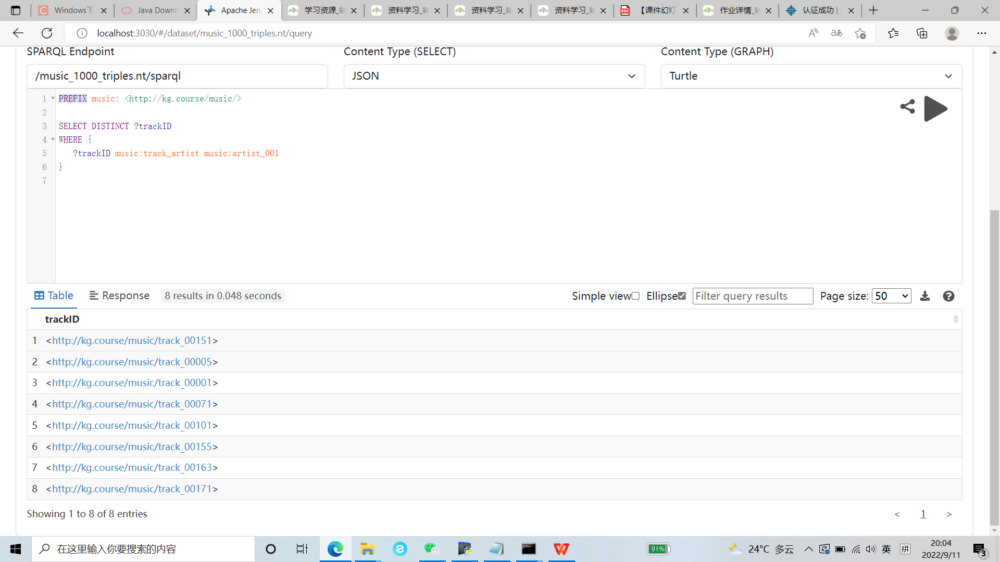 Windows下
Java Downl
Apache Jen
学习资源_辅
资料学习_辅
资料学习_辅
资料学习_辅
【课件幻灯
作业详情_辅
认证成功 |
localhost:3030/#/dataset/music_1000_triples.nt/query
SPARQL Endpoint
Content Type (SELECT)
Content Type (GRAPH)
/music_1000_triples.nt/sparql
JSON
Turtle
1 PREFIX music: <http://kg.course/music/>
2
3 SELECT DISTINCT ?trackID
4 WHERE {
5 ?trackID music:track_artist music:artist_001
6 }
7
Table
Response
8 results in 0.048 seconds
Simple view
Ellipse
Filter query results
Page size: 50
trackID
1 <http://kg.course/music/track_00151>
2 <http://kg.course/music/track_00005>
3 <http://kg.course/music/track_00001>
4 <http://kg.course/music/track_00071>
5 <http://kg.course/music/track_00101>
6 <http://kg.course/music/track_00155>
7 <http://kg.course/music/track_00163>
8 <http://kg.course/music/track_00171>
Showing 1 to 8 of 8 entries
< 1 >
在这里输入你要搜索的内容
91%
24°C 多云
英
拼
20:04
2022/9/11
3